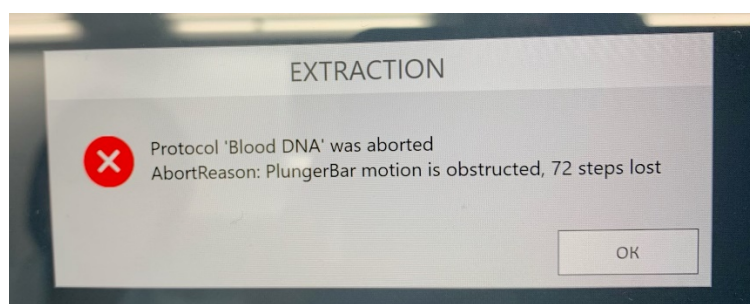 EXTRACTION
Protocol 'Blood DNA' was aborted
AbortReason: PlungerBar motion is obstructed, 72 steps lost
OK